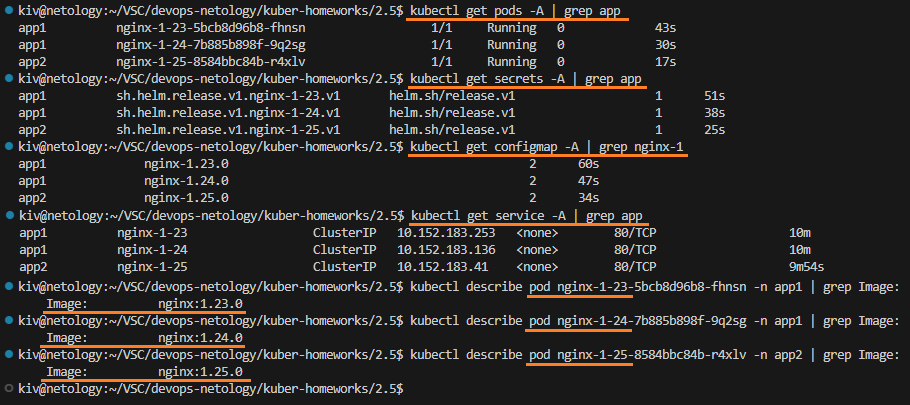 kiv@netology:~/VSC/devops-netology/kuber-homeworks/2.5$ kubectl get pods -A | grep app
app1 nginx-1-23-5bcb8d96b8-fhnsn 1/1 Running 0 43s
app1 nginx-1-24-7b885b898f-9q2sg 1/1 Running 0 30s
app2 nginx-1-25-8584bbc84b-r4xlv 1/1 Running 0 17s
kiv@netology:~/VSC/devops-netology/kuber-homeworks/2.5$ kubectl get secrets -A | grep app
app1 sh.helm.release.v1.nginx-1-23.v1 helm.sh/release.v1 1 51s
app1 sh.helm.release.v1.nginx-1-24.v1 helm.sh/release.v1 1 38s
app2 sh.helm.release.v1.nginx-1-25.v1 helm.sh/release.v1 1 25s
kiv@netology:~/VSC/devops-netology/kuber-homeworks/2.5$ kubectl get configmap -A | grep nginx-1
app1 nginx-1.23.0 2 60s
app1 nginx-1.24.0 2 47s
app2 nginx-1.25.0 2 34s
kiv@netology:~/VSC/devops-netology/kuber-homeworks/2.5$ kubectl get service -A | grep app
app1 nginx-1-23 ClusterIP 10.152.183.253 <none> 80/TCP 10m
app1 nginx-1-24 ClusterIP 10.152.183.136 <none> 80/TCP 10m
app2 nginx-1-25 ClusterIP 10.152.183.41 <none> 80/TCP 9m54s
kiv@netology:~/VSC/devops-netology/kuber-homeworks/2.5$ kubectl describe pod nginx-1-23-5bcb8d96b8-fhnsn -n app1 | grep Image:
Image: nginx:1.23.0
kiv@netology:~/VSC/devops-netology/kuber-homeworks/2.5$ kubectl describe pod nginx-1-24-7b885b898f-9q2sg -n app1 | grep Image:
Image: nginx:1.24.0
kiv@netology:~/VSC/devops-netology/kuber-homeworks/2.5$ kubectl describe pod nginx-1-25-8584bbc84b-r4xlv -n app2 | grep Image:
Image: nginx:1.25.0
kiv@netology:~/VSC/devops-netology/kuber-homeworks/2.5$